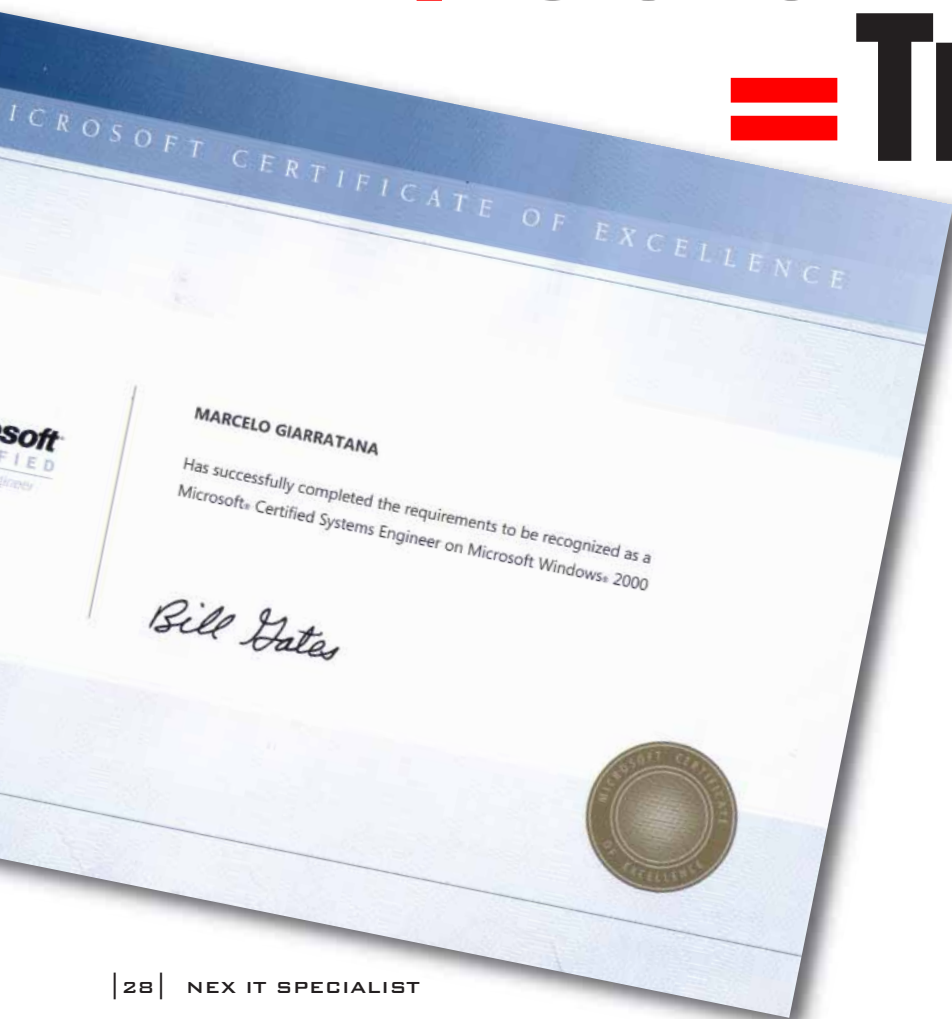 =T
ICROSOFT CERTIFICATE OF EXCELLENCE
soft
FIED
gineer
MARCELO GIARRATANA
Has successfully completed the requirements to be recognized as a
Microsoft® Certified Systems Engineer on Microsoft Windows® 2000
Bill Gates
MICROSOFT CERTIFICATE
OF EXCELLENCE
|28| NEX IT SPECIALIST